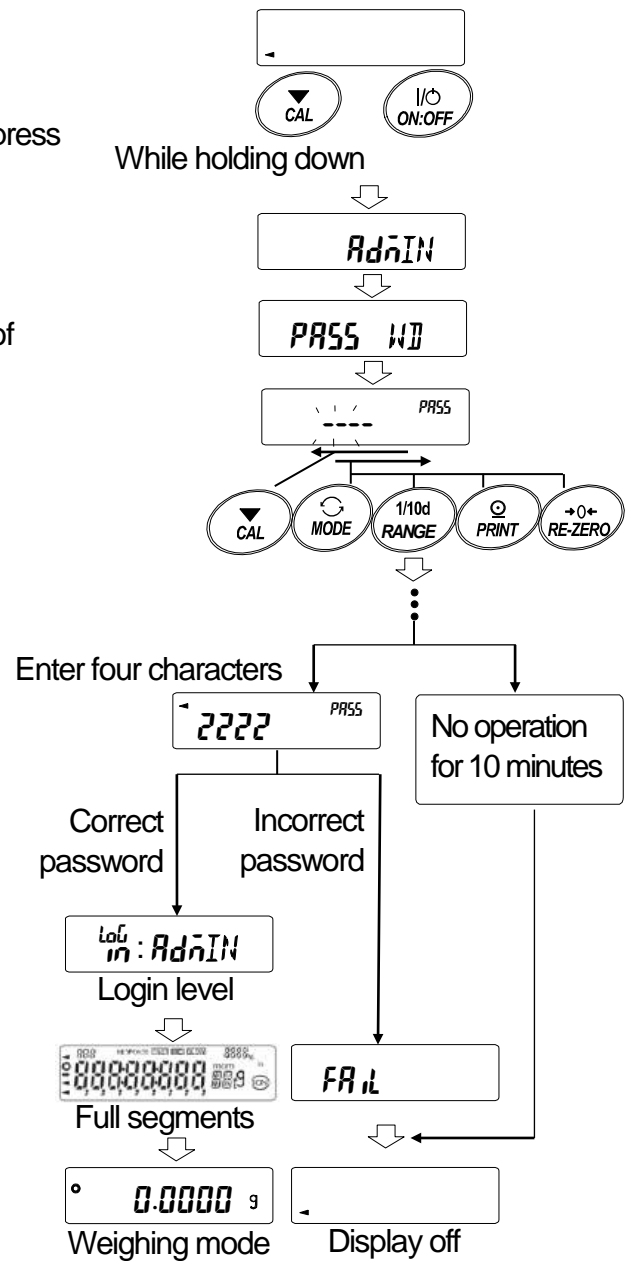 CAL
I/⏻
ON:OFF
press
While holding down
AdmIN
of
PASS WD
PASS
----
CAL
MODE
1/10d
RANGE
PRINT
→0←
RE-ZERO
Enter four characters
PASS
2222
No operation
for 10 minutes
Correct
password
Incorrect
password
LoG
in : AdmIN
Login level
FAiL
Full segments
0.0000 g
Weighing mode
Display off